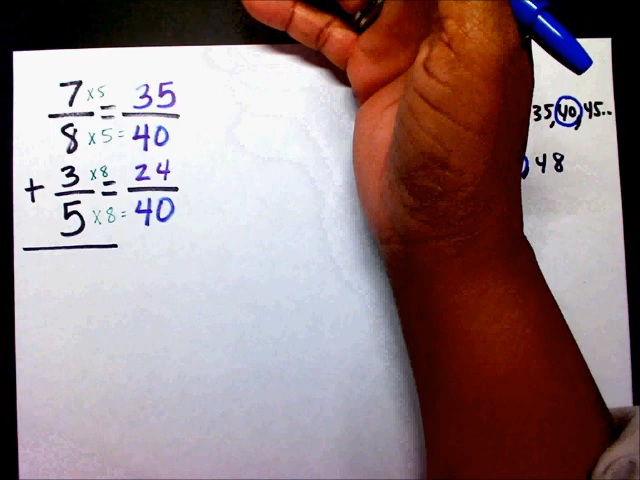 7 x5 = 35
8 x5 = 40
+ 3 x8 = 24
5 x8 = 40
35, 40, 45..
, 48